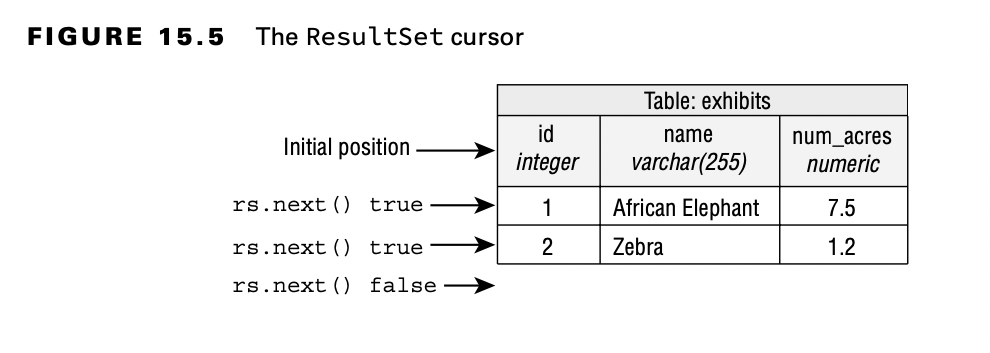 FIGURE 15.5 The ResultSet cursor
Table: exhibits
Initial position
id name num_acres
integer varchar(255) numeric
rs.next() true 1 African Elephant 7.5
rs.next() true 2 Zebra 1.2
rs.next() false